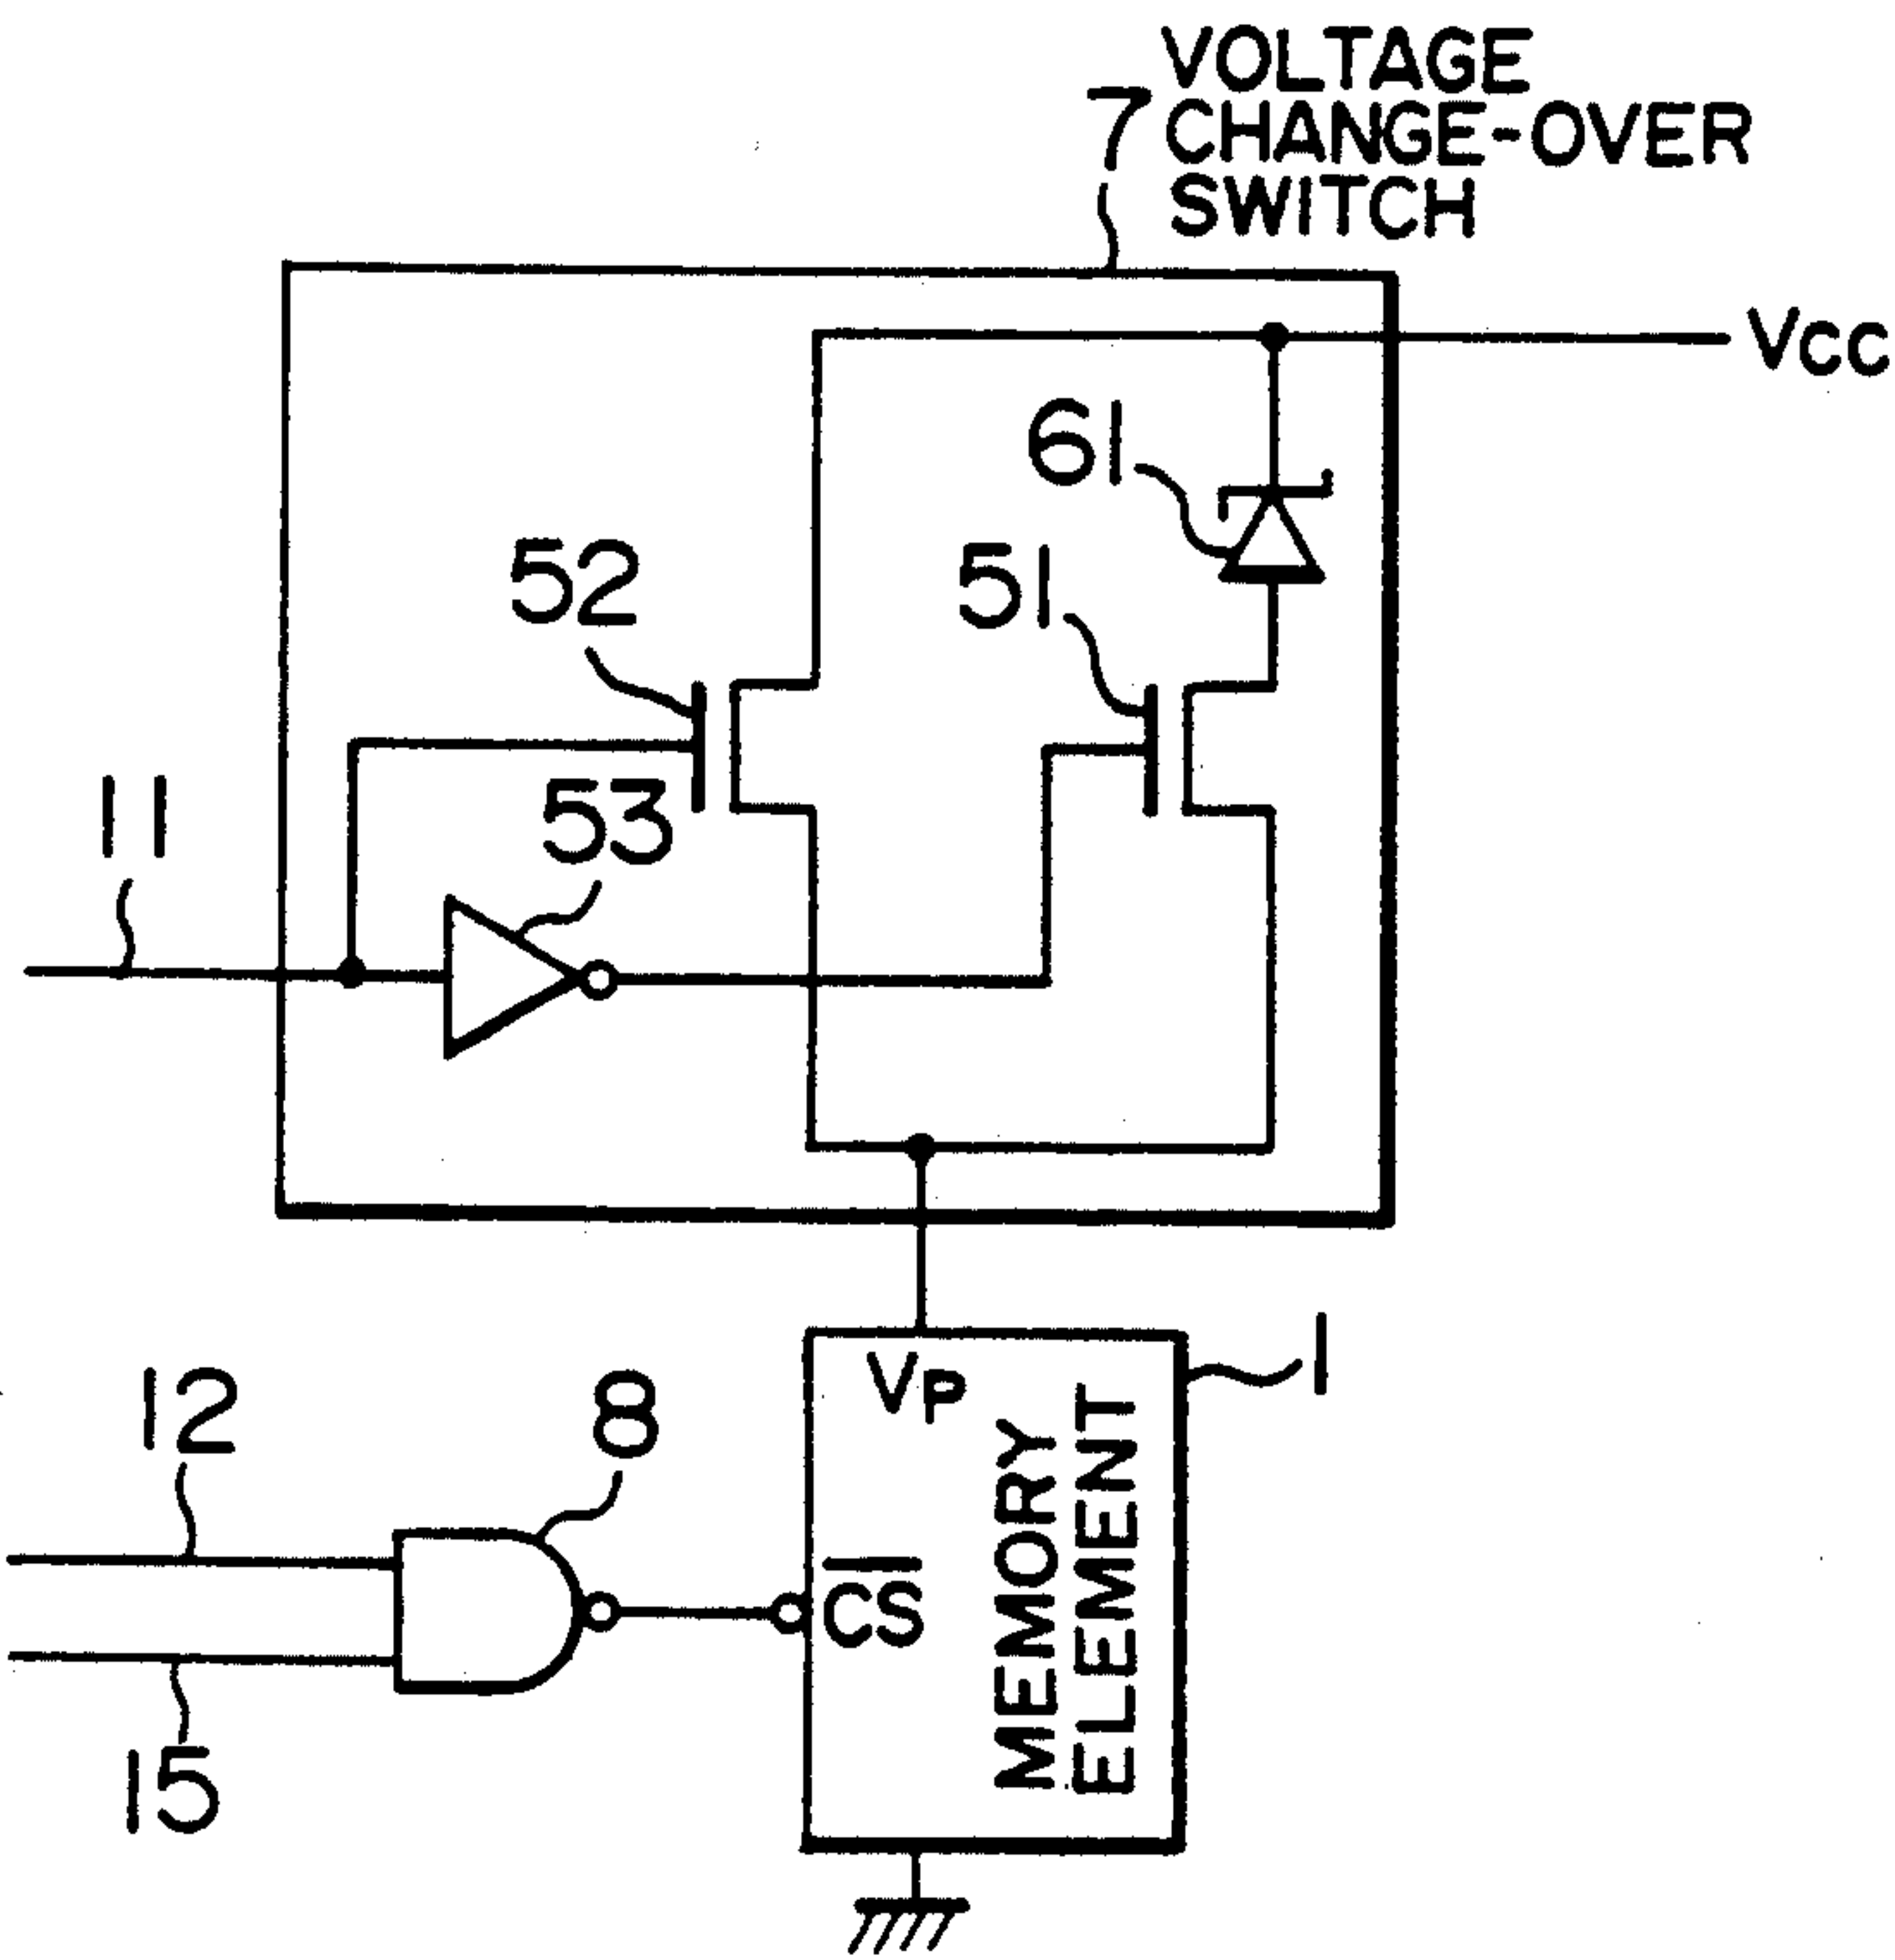 VOLTAGE
7 CHANGE-OVER
SWITCH
VCC
61
52
51
11
53
12
8
VP
1
CS
MEMORY
ELEMENT
15